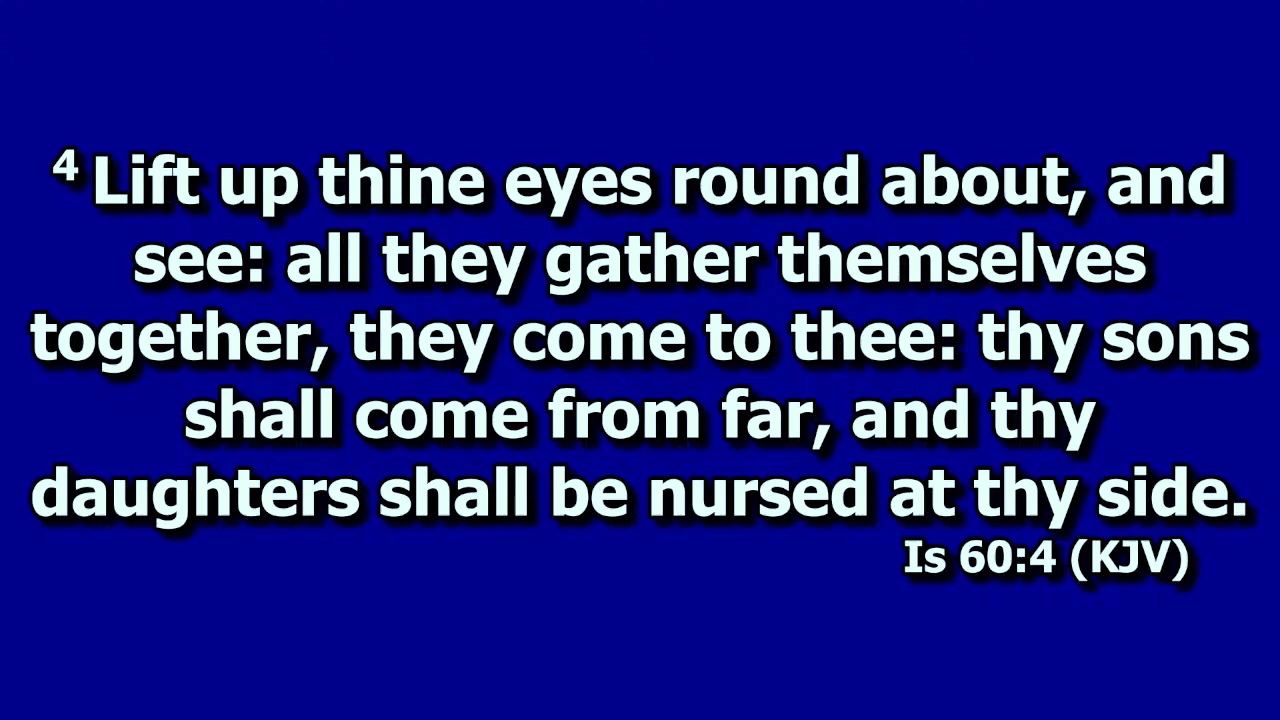 4 Lift up thine eyes round about, and
see: all they gather themselves
together, they come to thee: thy sons
shall come from far, and thy
daughters shall be nursed at thy side.
Is 60:4 (KJV)